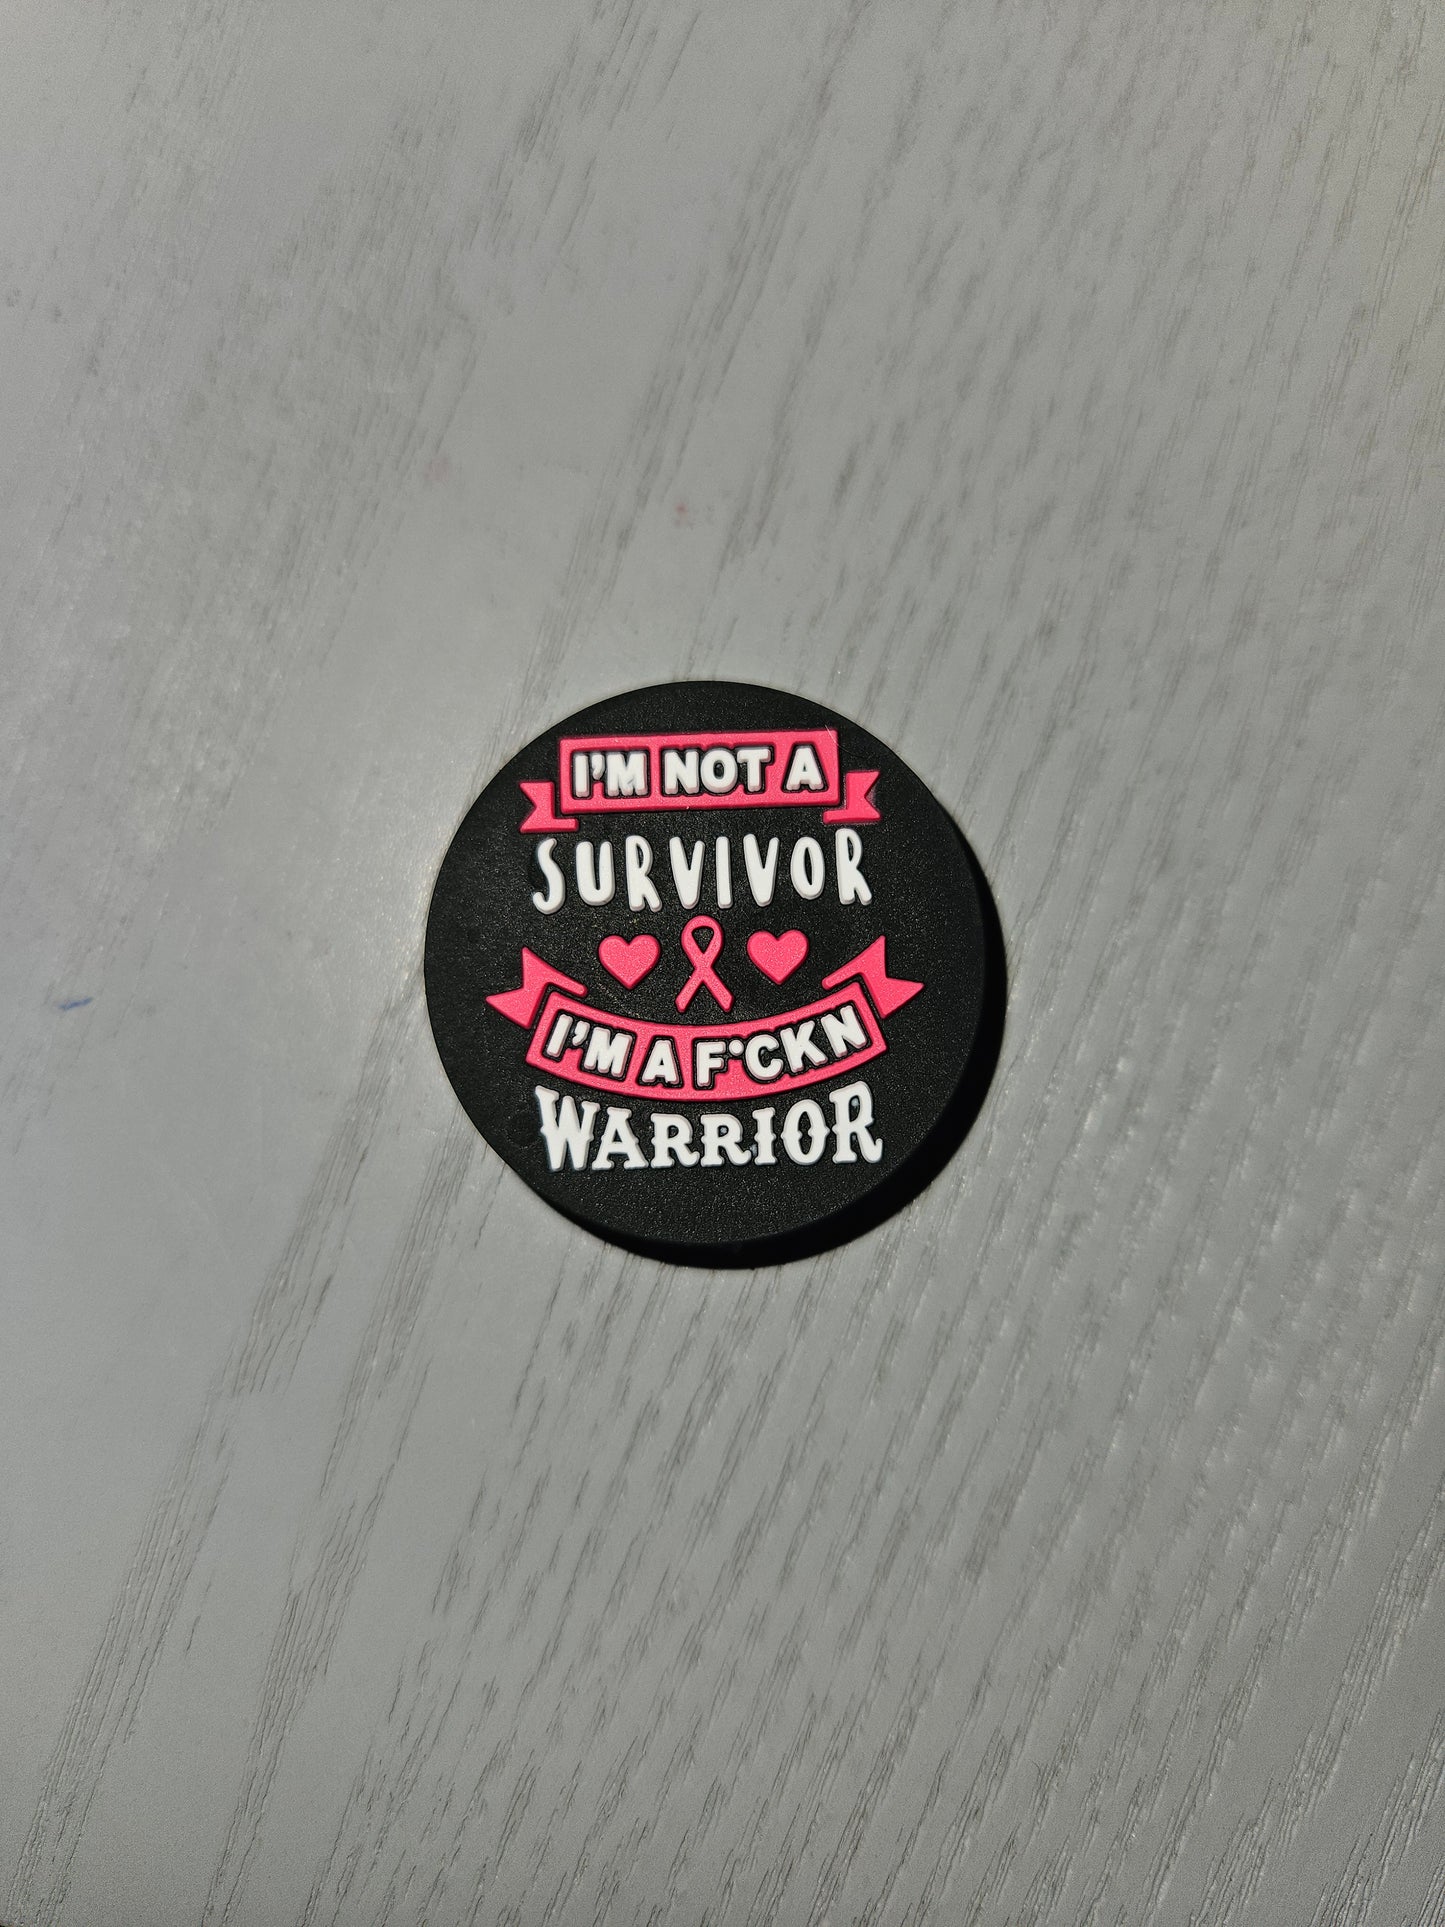 I'M NOT A
SURVIVOR
I'M A F*CKN
WARRIOR